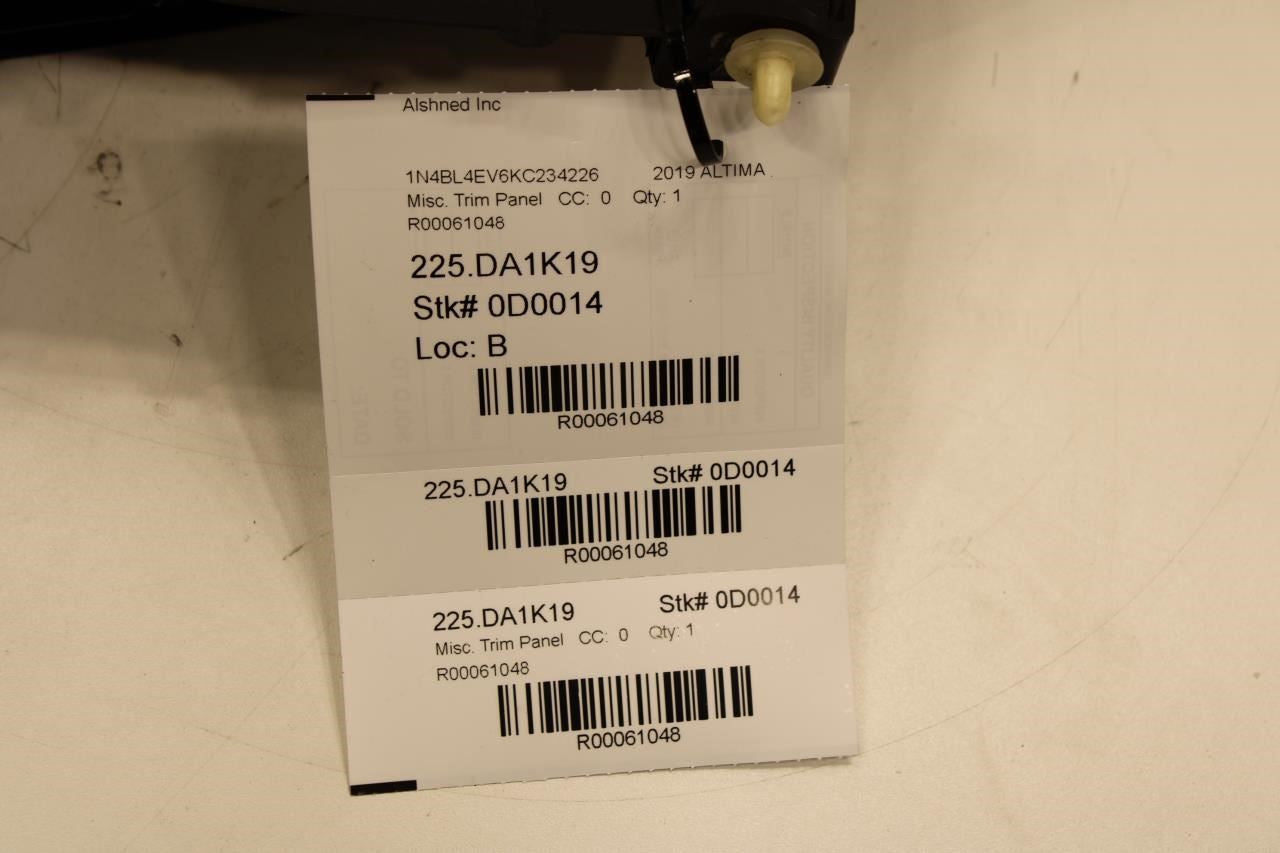 Alshned Inc
1N4BL4EV6KC234226 2019 ALTIMA
Misc. Trim Panel CC: 0 Qty: 1
R00061048
225.DA1K19
Stk# 0D0014
Loc: B
R00061048
225.DA1K19 Stk# 0D0014
R00061048
225.DA1K19 Stk# 0D0014
Misc. Trim Panel CC: 0 Qty: 1
R00061048
R00061048